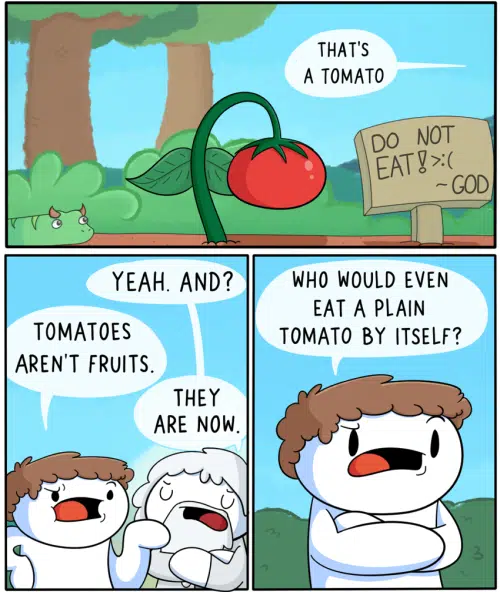 THAT'S
A TOMATO
DO NOT
EAT! >:(
~GOD
YEAH. AND?
TOMATOES
AREN'T FRUITS.
THEY
ARE NOW.
WHO WOULD EVEN
EAT A PLAIN
TOMATO BY ITSELF?